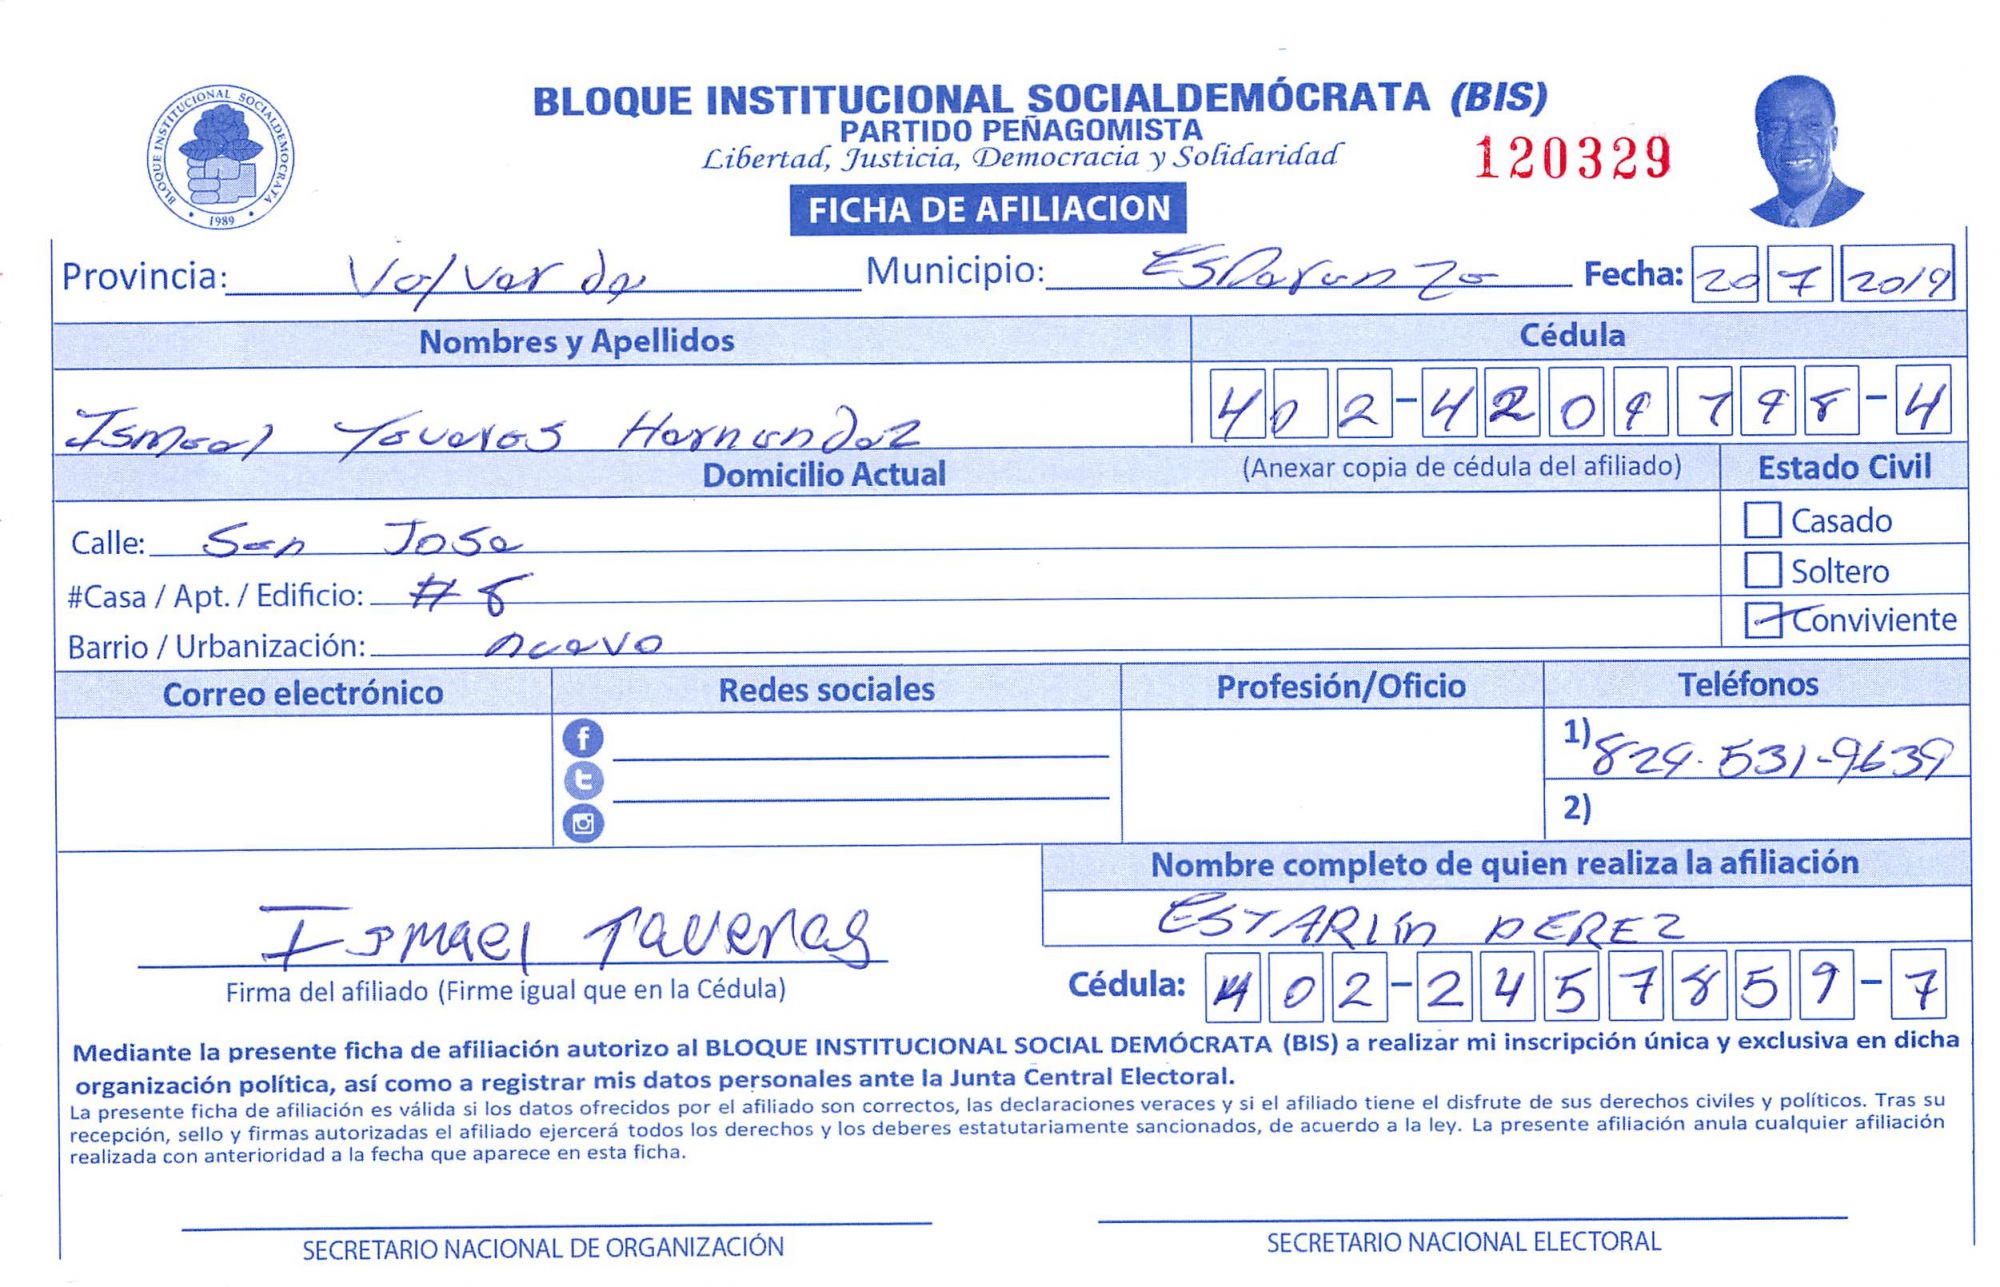 BLOQUE INSTITUCIONAL SOCIALDEMOCRATA
1989
BLOQUE INSTITUCIONAL SOCIALDEMÓCRATA (BIS)
PARTIDO PEÑAGOMISTA
Libertad, Justicia, Democracia y Solidaridad
120329
FICHA DE AFILIACION
Provincia: Valverde Municipio: Esperanza Fecha: 20 7 2019
Nombres y Apellidos Cédula
Ismael Taveras Hernandez 402-4209798-4
Domicilio Actual (Anexar copia de cédula del afiliado) Estado Civil
Calle: San Jose Casado
#Casa / Apt. / Edificio: #8 Soltero
Barrio / Urbanización: nuevo Conviviente
Correo electrónico Redes sociales Profesión/Oficio Teléfonos
1) 829-531-9639
2)
Nombre completo de quien realiza la afiliación
ESTARLIN PEREZ
Ismael Taveras
Firma del afiliado (Firme igual que en la Cédula) Cédula: 402-2457859-7
Mediante la presente ficha de afiliación autorizo al BLOQUE INSTITUCIONAL SOCIAL DEMÓCRATA (BIS) a realizar mi inscripción única y exclusiva en dicha
organización política, así como a registrar mis datos personales ante la Junta Central Electoral.
La presente ficha de afiliación es válida si los datos ofrecidos por el afiliado son correctos, las declaraciones veraces y si el afiliado tiene el disfrute de sus derechos civiles y políticos. Tras su
recepción, sello y firmas autorizadas el afiliado ejercerá todos los derechos y los deberes estatutariamente sancionados, de acuerdo a la ley. La presente afiliación anula cualquier afiliación
realizada con anterioridad a la fecha que aparece en esta ficha.
SECRETARIO NACIONAL DE ORGANIZACIÓN SECRETARIO NACIONAL ELECTORAL